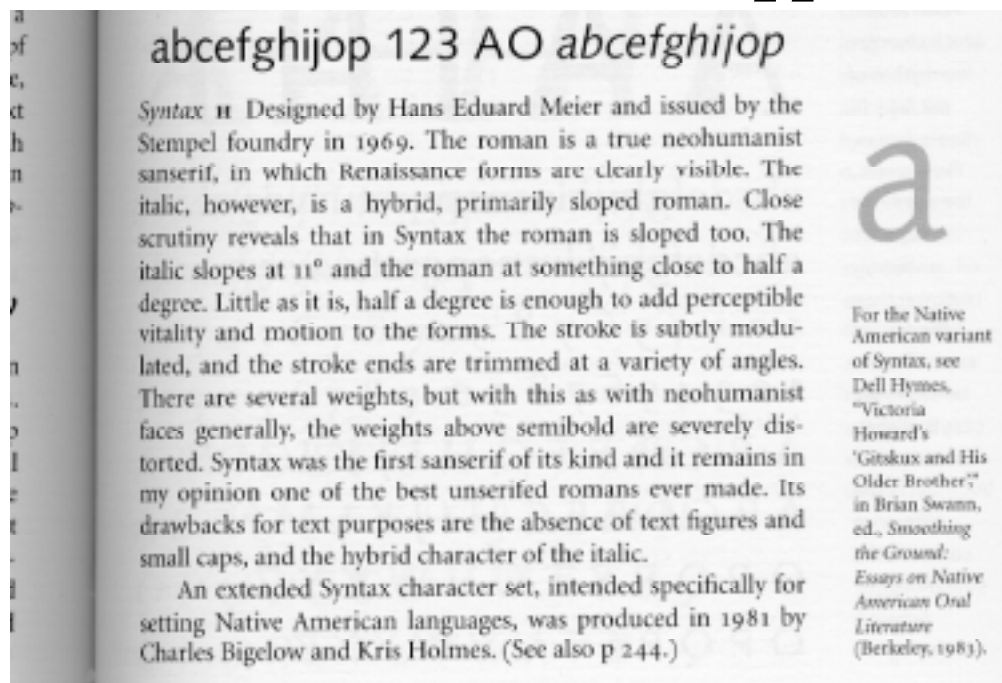 abcefghijop 123 AO abcefghijop
Syntax H Designed by Hans Eduard Meier and issued by the
Stempel foundry in 1969. The roman is a true neohumanist
sanserif, in which Renaissance forms are clearly visible. The
italic, however, is a hybrid, primarily sloped roman. Close
scrutiny reveals that in Syntax the roman is sloped too. The
italic slopes at 11° and the roman at something close to half a
degree. Little as it is, half a degree is enough to add perceptible
vitality and motion to the forms. The stroke is subtly modu-
lated, and the stroke ends are trimmed at a variety of angles.
There are several weights, but with this as with neohumanist
faces generally, the weights above semibold are severely dis-
torted. Syntax was the first sanserif of its kind and it remains in
my opinion one of the best unserifed romans ever made. Its
drawbacks for text purposes are the absence of text figures and
small caps, and the hybrid character of the italic.
An extended Syntax character set, intended specifically for
setting Native American languages, was produced in 1981 by
Charles Bigelow and Kris Holmes. (See also p 244.)
a
For the Native
American variant
of Syntax, see
Dell Hymes,
"Victoria
Howard's
'Gitskux and His
Older Brother',"
in Brian Swann,
ed., Smoothing
the Ground:
Essays on Native
American Oral
Literature
(Berkeley, 1983).